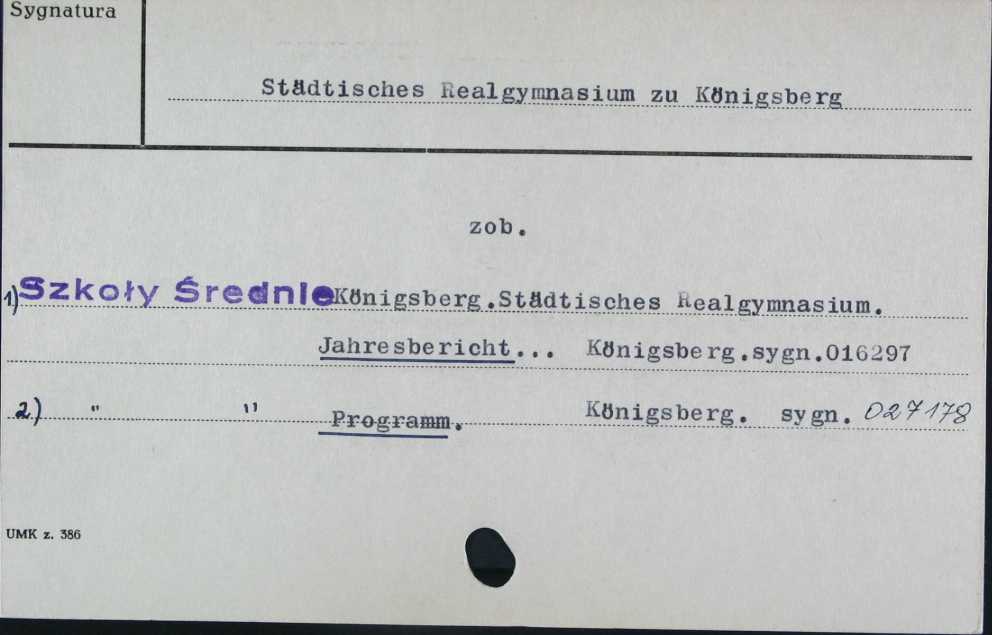 Sygnatura
Städtisches Realgymnasium zu Königsberg
zob.
1) Szkoły Średnie Königsberg.Städtisches Realgymnasium.
Jahresbericht... Königsberg.sygn.016297
2) " " Programm. Königsberg. sygn. 027178
UMK z. 386